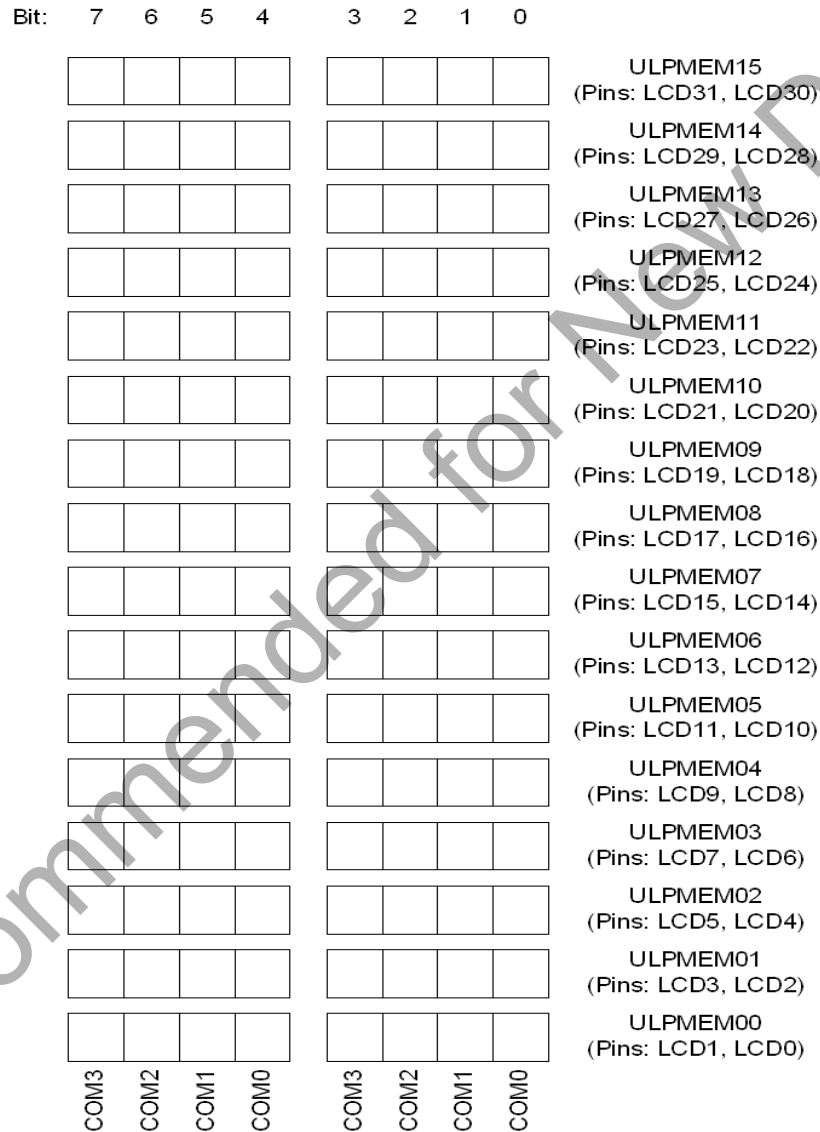 Bit: 7 6 5 4 3 2 1 0
ULPMEM15
(Pins: LCD31, LCD30)
ULPMEM14
(Pins: LCD29, LCD28)
ULPMEM13
(Pins: LCD27, LCD26)
ULPMEM12
(Pins: LCD25, LCD24)
ULPMEM11
(Pins: LCD23, LCD22)
ULPMEM10
(Pins: LCD21, LCD20)
ULPMEM09
(Pins: LCD19, LCD18)
ULPMEM08
(Pins: LCD17, LCD16)
ULPMEM07
(Pins: LCD15, LCD14)
ULPMEM06
(Pins: LCD13, LCD12)
ULPMEM05
(Pins: LCD11, LCD10)
ULPMEM04
(Pins: LCD9, LCD8)
ULPMEM03
(Pins: LCD7, LCD6)
ULPMEM02
(Pins: LCD5, LCD4)
ULPMEM01
(Pins: LCD3, LCD2)
ULPMEM00
(Pins: LCD1, LCD0)
COM3 COM2 COM1 COM0 COM3 COM2 COM1 COM0
ommended for New D